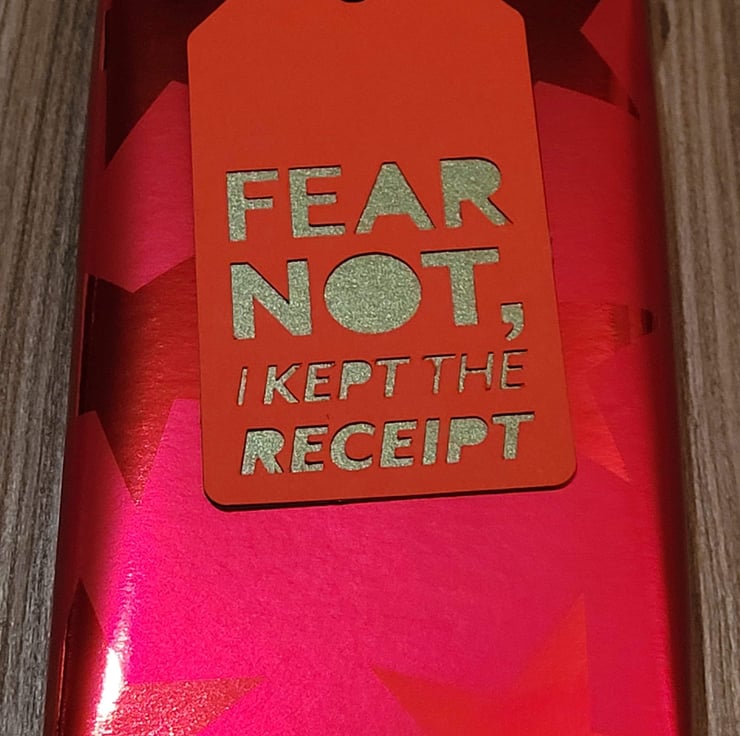 FEAR
NOT,
I KEPT THE
RECEIPT